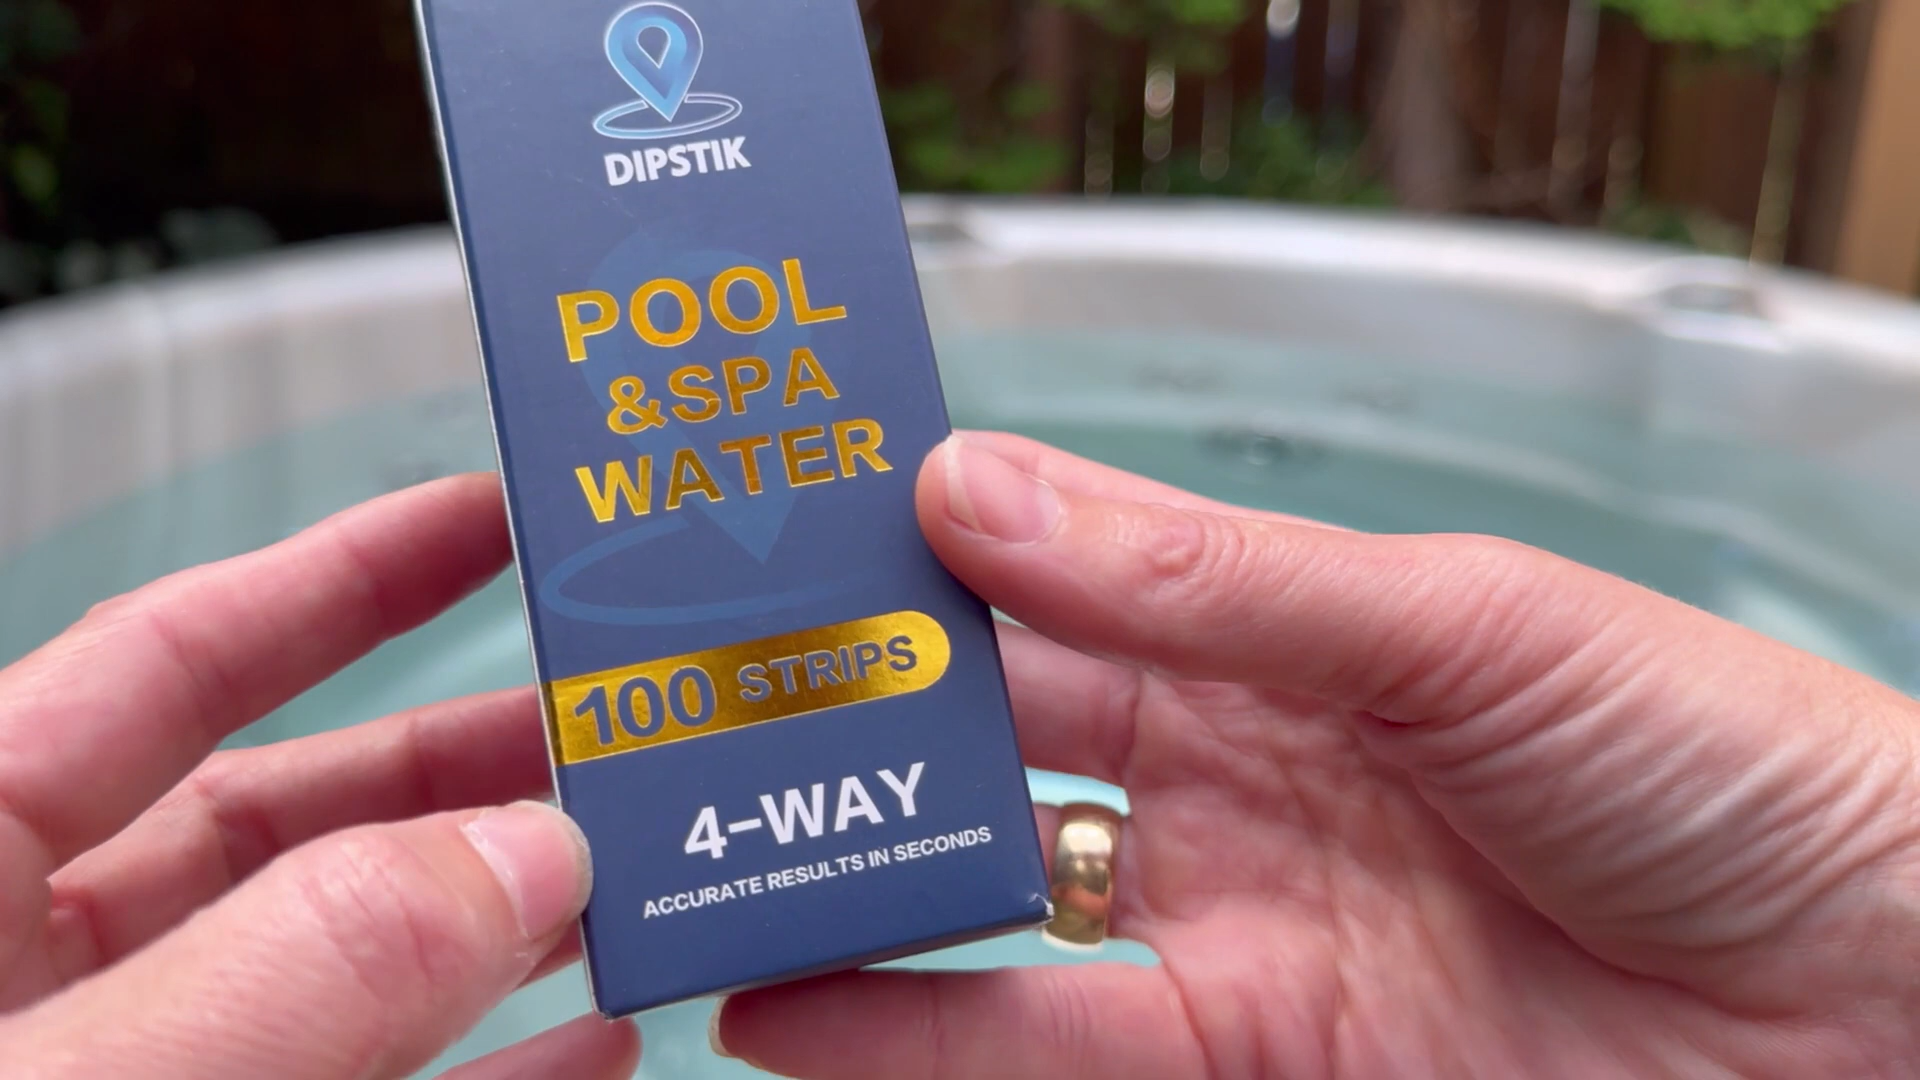 DIPSTIK
POOL
&SPA
WATER
100 STRIPS
4-WAY
ACCURATE RESULTS IN SECONDS